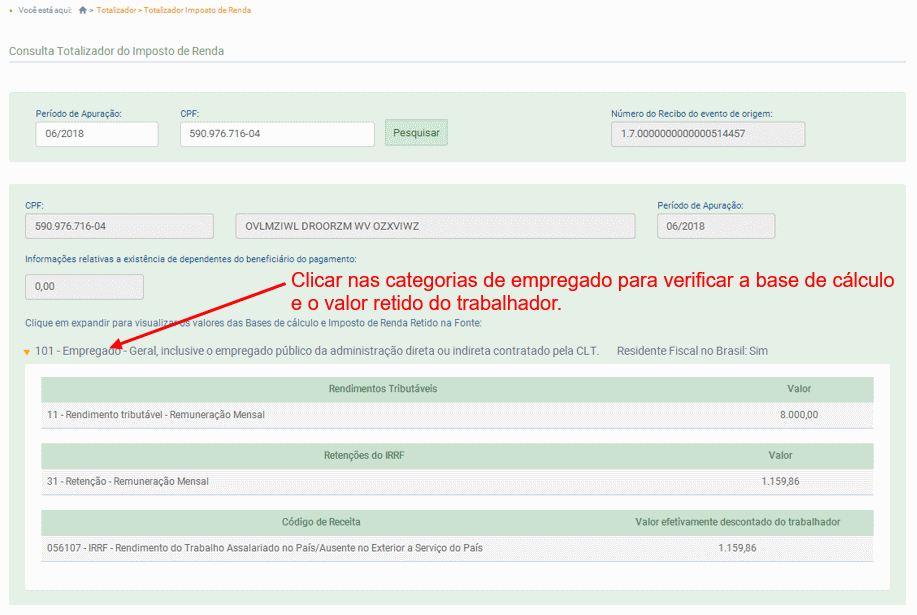 Você está aqui: > Totalizador > Totalizador Imposto de Renda
Consulta Totalizador do Imposto de Renda
Período de Apuração: CPF: Número do Recibo do evento de origem:
06/2018 590.976.716-04 Pesquisar 1.7.0000000000000514457
CPF: Período de Apuração:
590.976.716-04 OVLMZIWL DROORZM WV OZXVIWZ 06/2018
Informações relativas a existência de dependentes do beneficiário do pagamento:
0,00
Clicar nas categorias de empregado para verificar a base de cálculo
e o valor retido do trabalhador.
Clique em expandir para visualizar os valores das Bases de cálculo e Imposto de Renda Retido na Fonte:
101 - Empregado - Geral, inclusive o empregado público da administração direta ou indireta contratado pela CLT. Residente Fiscal no Brasil: Sim
Rendimentos Tributáveis Valor
11 - Rendimento tributável - Remuneração Mensal 8.000,00
Retenções do IRRF Valor
31 - Retenção - Remuneração Mensal 1.159,86
Código de Receita Valor efetivamente descontado do trabalhador
056107 - IRRF - Rendimento do Trabalho Assalariado no País/Ausente no Exterior a Serviço do País 1.159,86